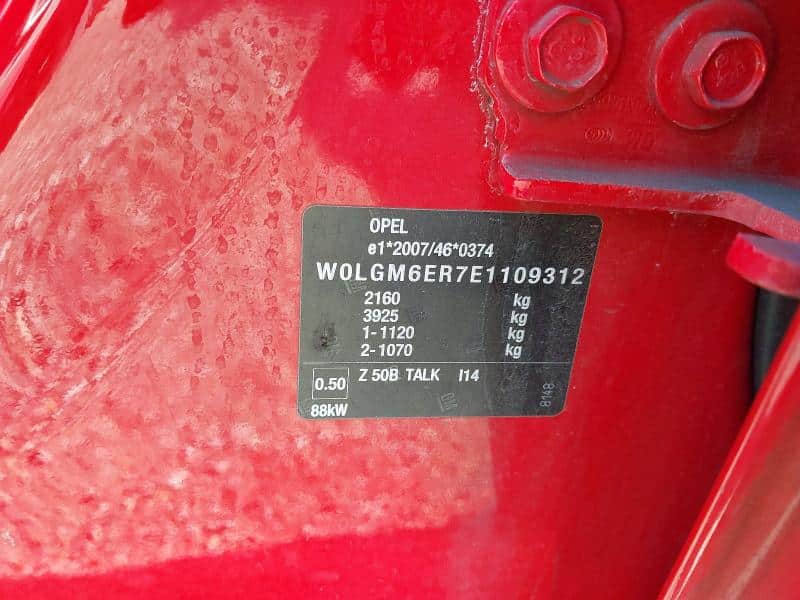 OPEL
e1*2007/46*0374
W0LGM6ER7E1109312
2160 kg
3925 kg
1-1120 kg
2-1070 kg
0.50 Z 50B TALK I14
88kW
8148